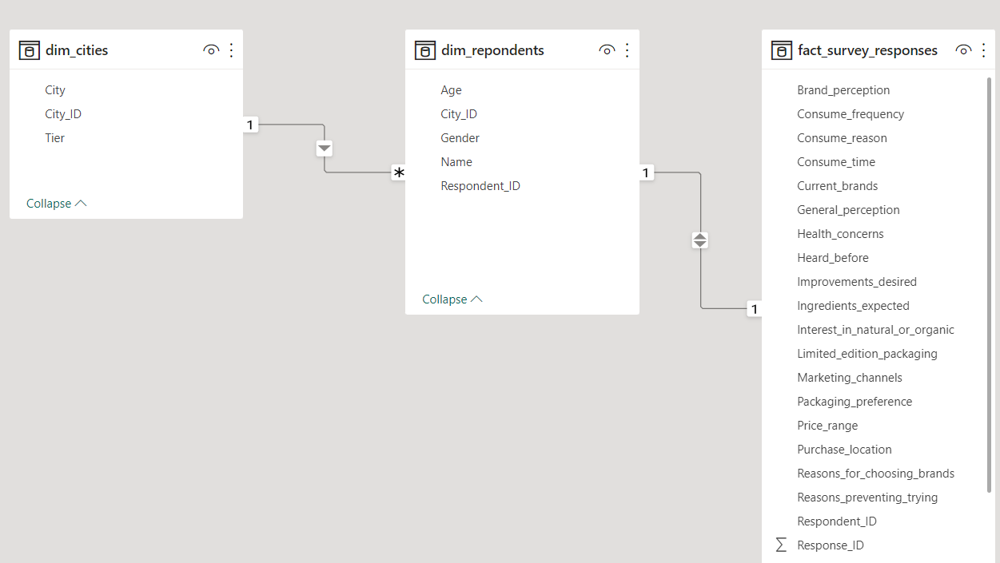 dim_cities
City
City_ID
Tier
Collapse
1
*
dim_repondents
Age
City_ID
Gender
Name
Respondent_ID
Collapse
1
1
fact_survey_responses
Brand_perception
Consume_frequency
Consume_reason
Consume_time
Current_brands
General_perception
Health_concerns
Heard_before
Improvements_desired
Ingredients_expected
Interest_in_natural_or_organic
Limited_edition_packaging
Marketing_channels
Packaging_preference
Price_range
Purchase_location
Reasons_for_choosing_brands
Reasons_preventing_trying
Respondent_ID
∑ Response_ID